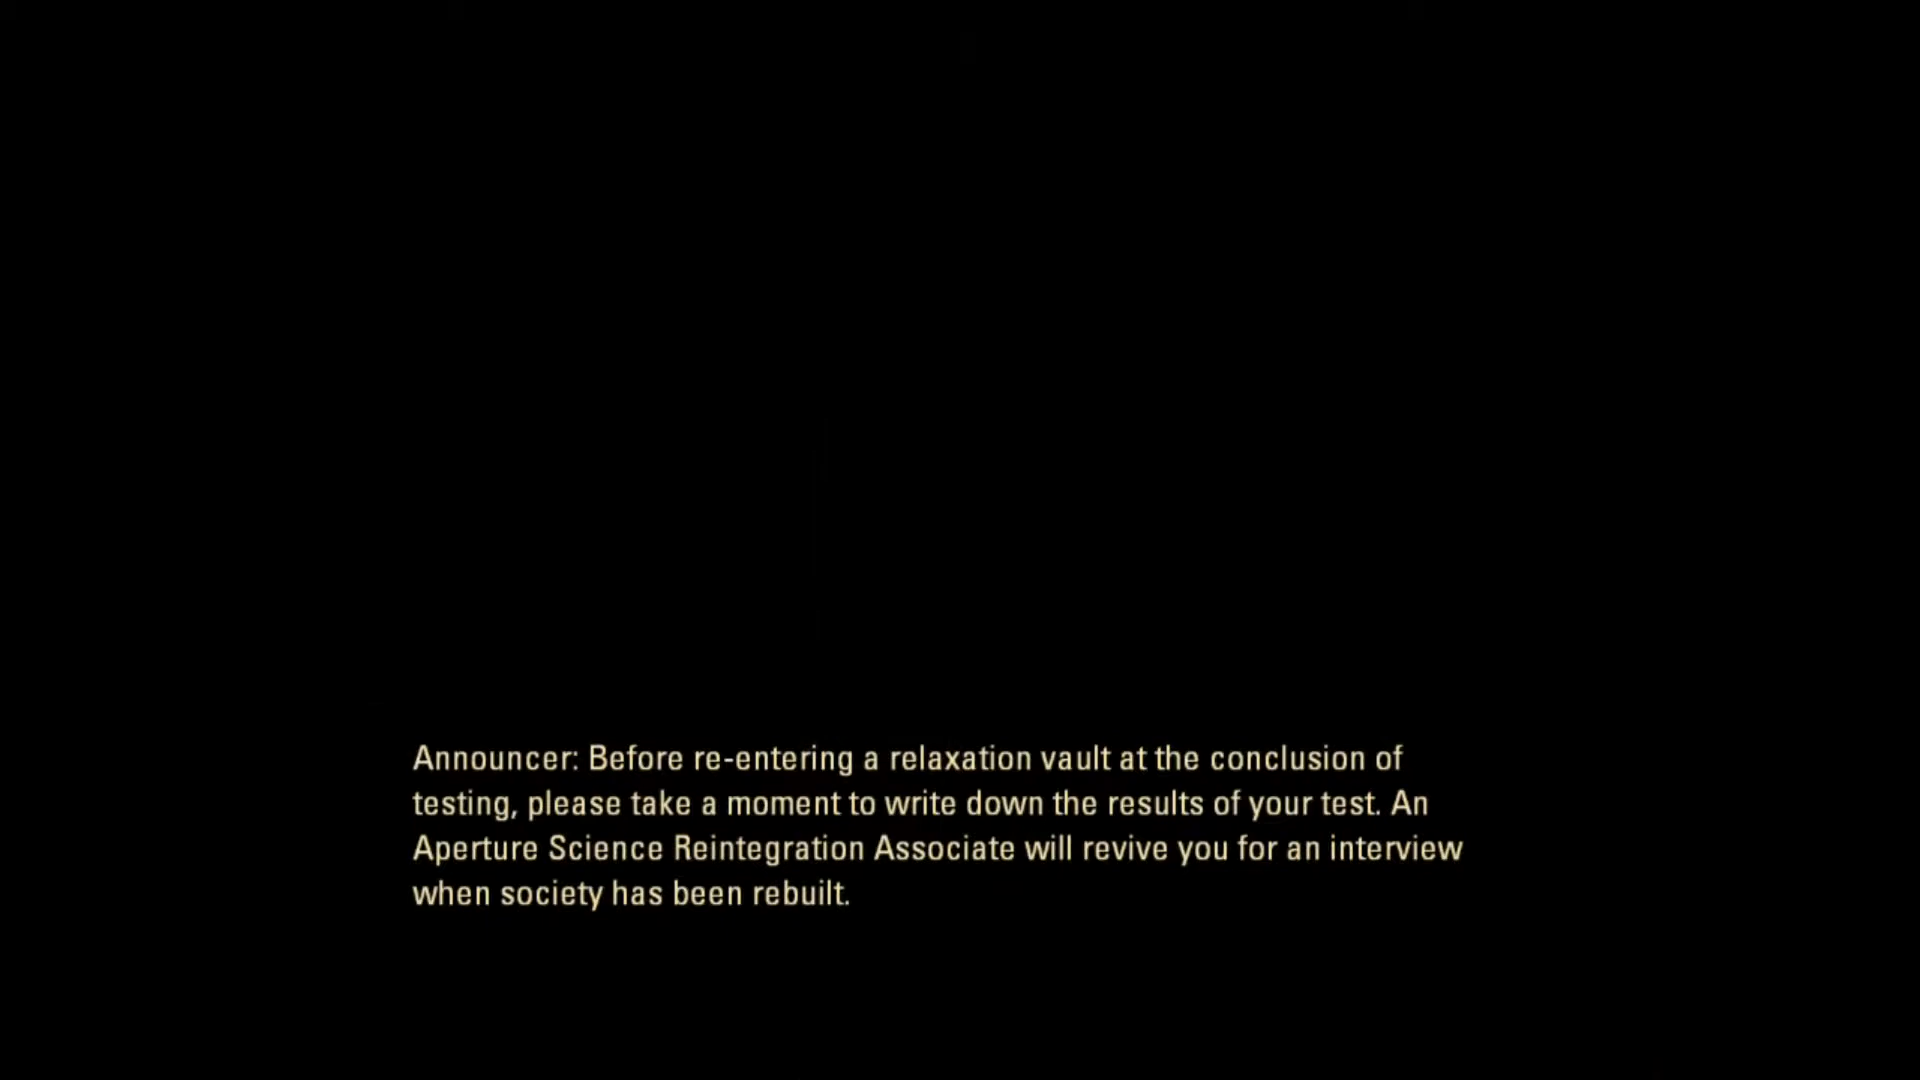 Announcer: Before re-entering a relaxation vault at the conclusion of
testing, please take a moment to write down the results of your test. An
Aperture Science Reintegration Associate will revive you for an interview
when society has been rebuilt.